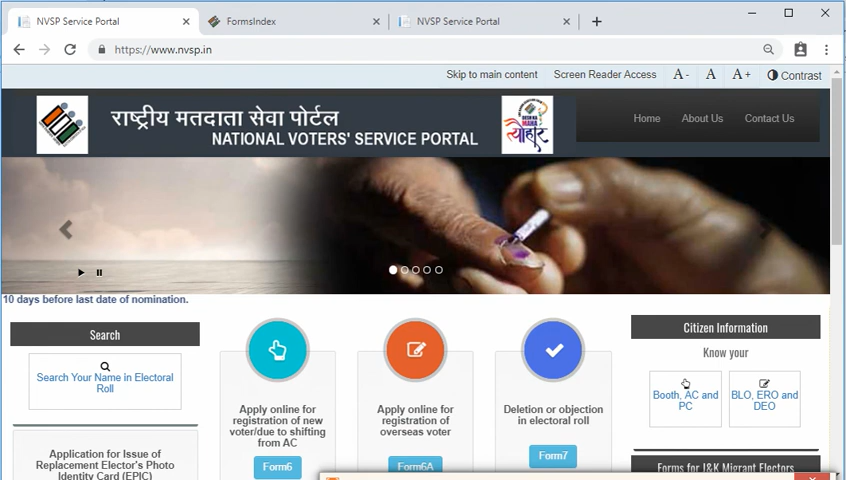 NVSP Service Portal
FormsIndex
NVSP Service Portal
https://www.nvsp.in
Skip to main content
Screen Reader Access
A -
A
A +
Contrast
राष्ट्रीय मतदाता सेवा पोर्टल
NATIONAL VOTERS' SERVICE PORTAL
Home
About Us
Contact Us
10 days before last date of nomination.
Search
Search Your Name in Electoral
Roll
Application for Issue of
Replacement Elector's Photo
Identity Card (EPIC)
Apply online for
registration of new
voter/due to shifting
from AC
Form6
Apply online for
registration of
overseas voter
Form6A
Deletion or objection
in electoral roll
Form7
Citizen Information
Know your
Booth, AC and
PC
BLO, ERO and
DEO
Forms for J&K Migrant Electors